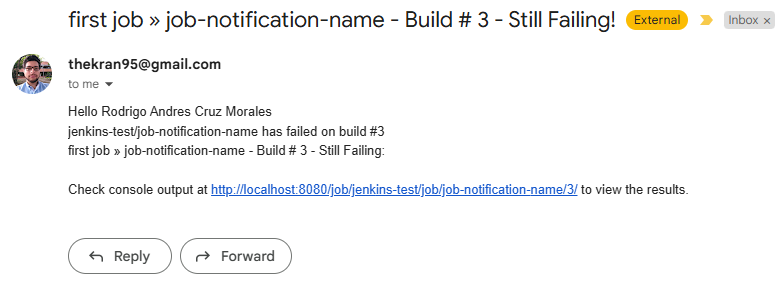 first job » job-notification-name - Build # 3 - Still Failing! External Inbox ×
thekran95@gmail.com
to me
Hello Rodrigo Andres Cruz Morales
jenkins-test/job-notification-name has failed on build #3
first job » job-notification-name - Build # 3 - Still Failing:
Check console output at http://localhost:8080/job/jenkins-test/job/job-notification-name/3/ to view the results.
Reply Forward